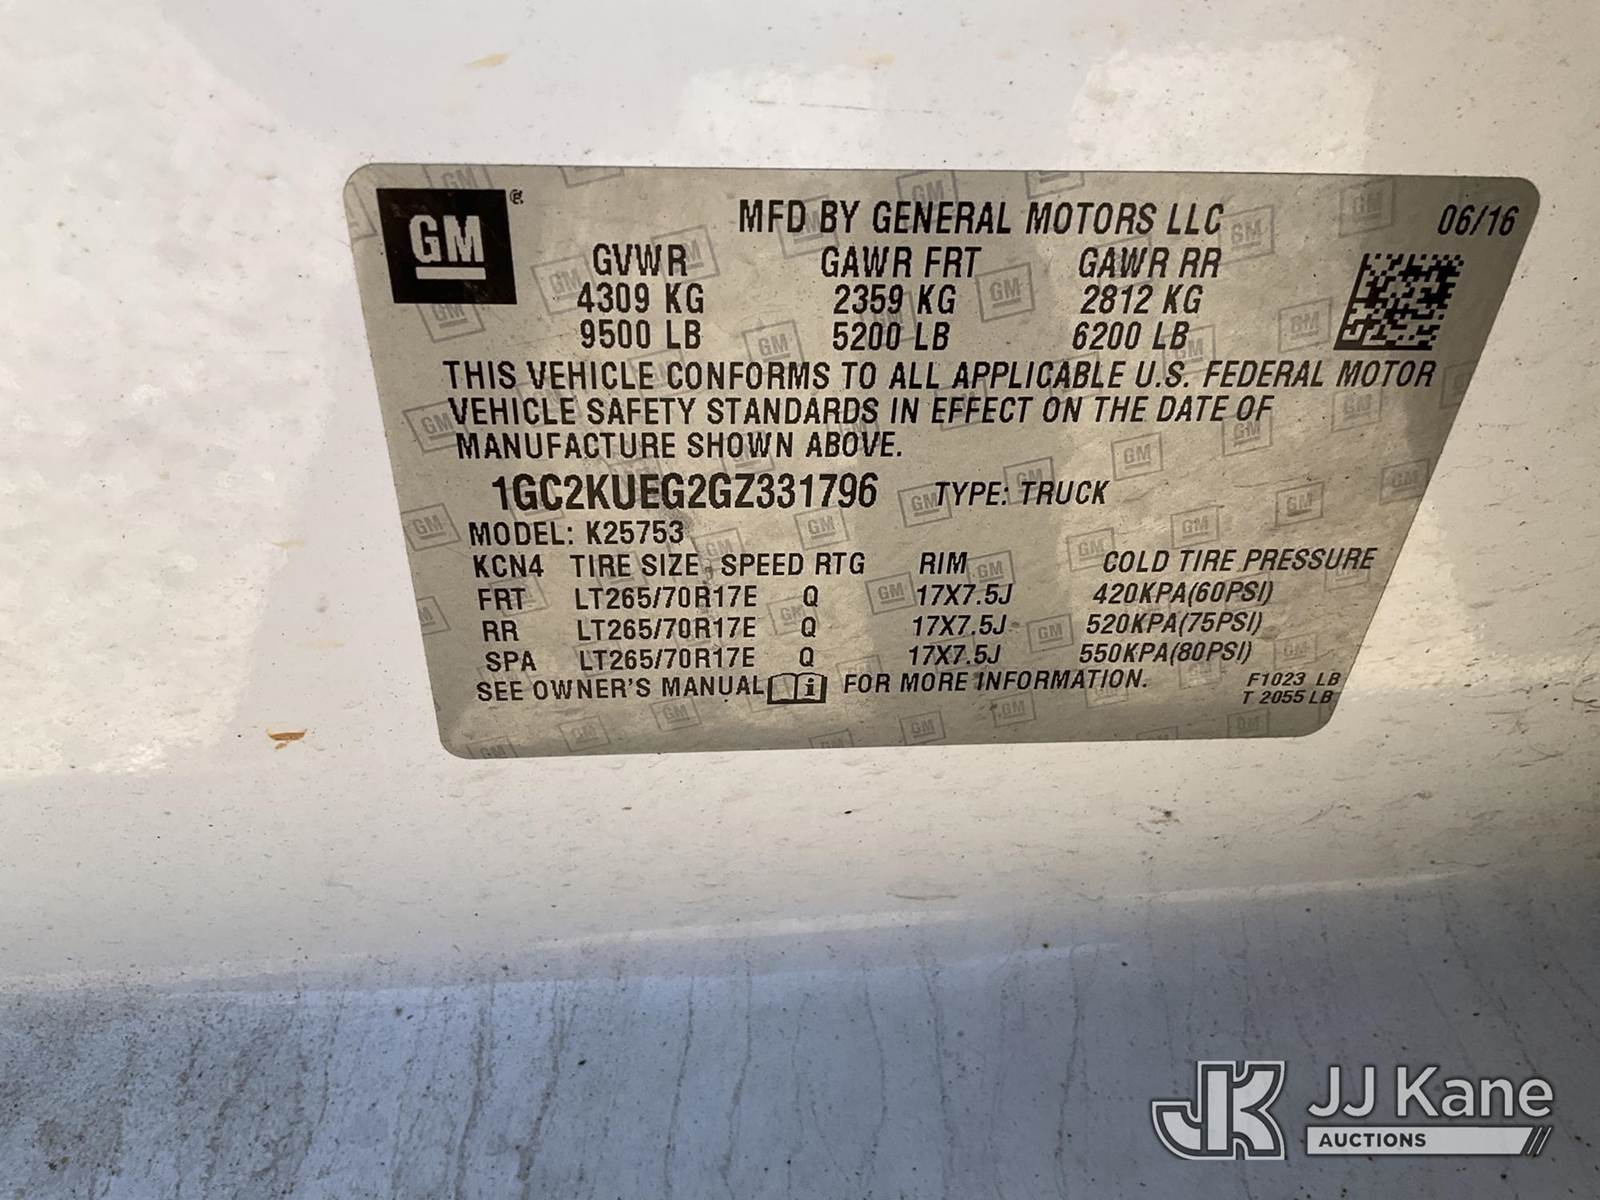 GM®
MFD BY GENERAL MOTORS LLC 06/16
GVWR GAWR FRT GAWR RR
4309 KG 2359 KG 2812 KG
9500 LB 5200 LB 6200 LB
THIS VEHICLE CONFORMS TO ALL APPLICABLE U.S. FEDERAL MOTOR
VEHICLE SAFETY STANDARDS IN EFFECT ON THE DATE OF
MANUFACTURE SHOWN ABOVE.
1GC2KUEG2GZ331796 TYPE: TRUCK
MODEL: K25753
KCN4 TIRE SIZE SPEED RTG RIM COLD TIRE PRESSURE
FRT LT265/70R17E Q 17X7.5J 420KPA(60PSI)
RR LT265/70R17E Q 17X7.5J 520KPA(75PSI)
SPA LT265/70R17E Q 17X7.5J 550KPA(80PSI)
SEE OWNER'S MANUAL i FOR MORE INFORMATION.
F1023 LB
T 2055 LB
JK JJ Kane
AUCTIONS